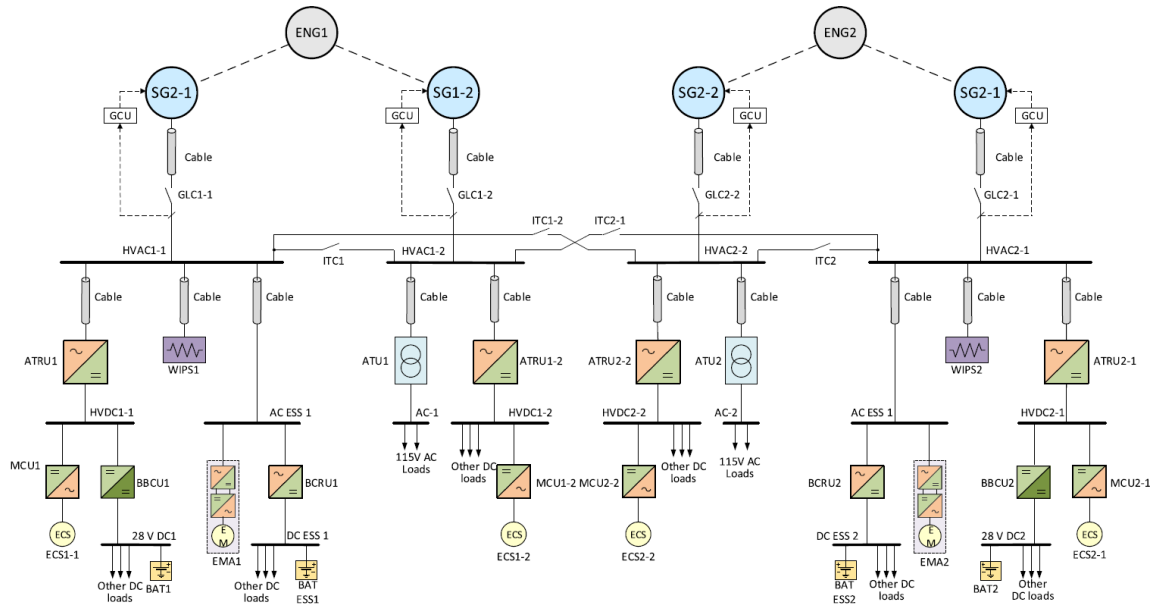 ENG1
ENG2
SG2-1
SG1-2
SG2-2
SG2-1
GCU
GCU
GCU
GCU
Cable
Cable
Cable
Cable
GLC1-1
GLC1-2
GLC2-2
GLC2-1
ITC1-2
ITC2-1
HVAC1-1
ITC1
HVAC1-2
HVAC2-2
ITC2
HVAC2-1
Cable
Cable
Cable
Cable
Cable
Cable
Cable
Cable
Cable
Cable
ATRU1
WIPS1
ATU1
ATRU1-2
ATRU2-2
ATU2
WIPS2
ATRU2-1
HVDC1-1
AC ESS 1
AC-1
HVDC1-2
HVDC2-2
AC-2
AC ESS 1
HVDC2-1
115V AC
Loads
Other DC
loads
Other DC
loads
115V AC
Loads
MCU1
BBCU1
BCRU1
MCU1-2
MCU2-2
BCRU2
BBCU2
MCU2-1
ECS
ECS1-1
28 V DC1
E
M
EMA1
DC ESS 1
ECS
ECS1-2
ECS
ECS2-2
DC ESS 2
E
M
EMA2
28 V DC2
ECS
ECS2-1
Other DC
loads
BAT1
Other DC
loads
BAT
ESS1
BAT
ESS2
Other DC
loads
BAT2
Other
DC loads